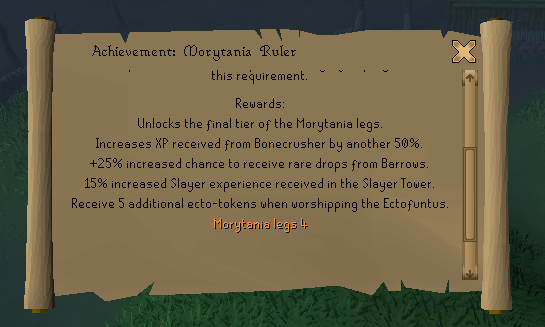 Achievement: Morytania Ruler
this requirement.
Rewards:
Unlocks the final tier of the Morytania legs.
Increases XP received from Bonecrusher by another 50%.
+25% increased chance to receive rare drops from Barrows.
15% increased Slayer experience received in the Slayer Tower.
Receive 5 additional ecto-tokens when worshipping the Ectofuntus.
Morytania legs 4